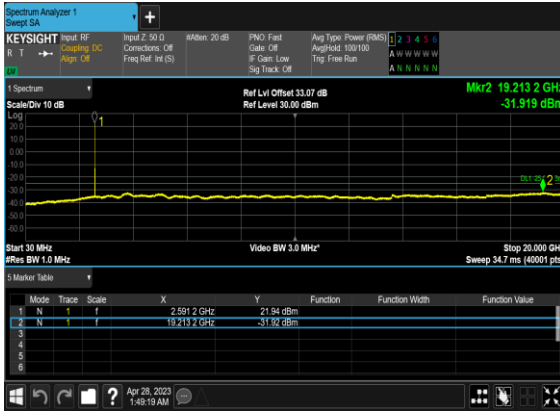 Spectrum Analyzer 1
Swept SA
+
KEYSIGHT Input: RF Input Z: 50 Ω #Atten: 20 dB PNO: Fast Avg Type: Power (RMS) 1 2 3 4 5 6
R T Coupling: DC Corrections: Off Gate: Off Avg|Hold: 100/100 A W W W W W
Align: Off Freq Ref: Int (S) IF Gain: Low Trig: Free Run
Sig Track: Off A N N N N N
1 Spectrum Ref Lvl Offset 33.07 dB Mkr2 19.213 2 GHz
Scale/Div 10 dB Ref Level 30.00 dBm -31.919 dBm
Log
20.0 1
10.0
0.00
-10.0
-20.0 2
-30.0
-40.0
-50.0
-60.0
Start 30 MHz Video BW 3.0 MHz* Stop 20.000 GHz
#Res BW 1.0 MHz Sweep 34.7 ms (40001 pts)
5 Marker Table
Mode Trace Scale X Y Function Function Width Function Value
1 N 1 f 2.591 2 GHz 21.94 dBm
2 N 1 f 19.213 2 GHz -31.92 dBm
3
4
5
6
? Apr 28, 2023
1:49:19 AM